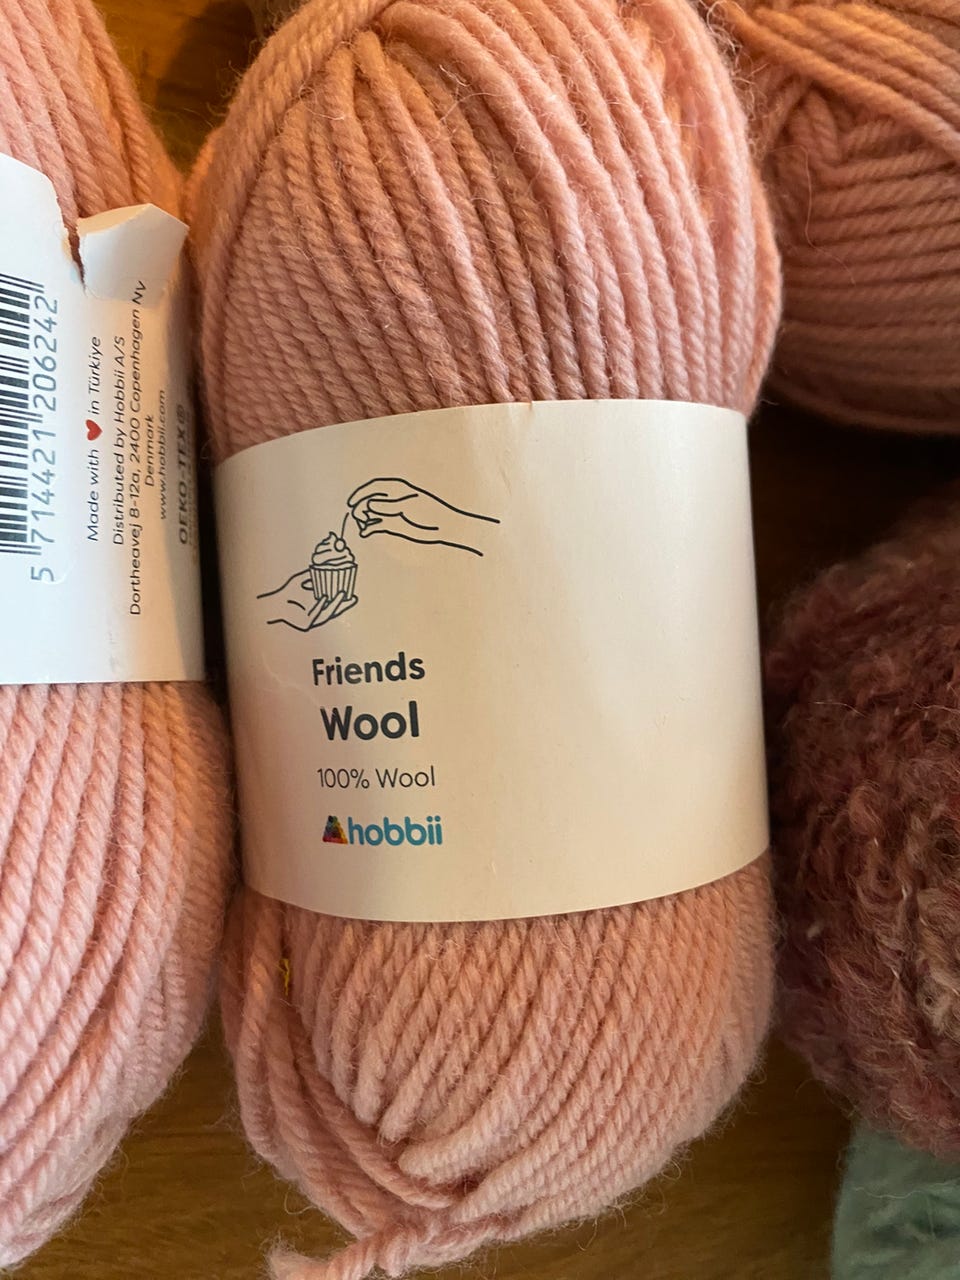 5 714421 206242
Made with ❤ in Türkiye
Distributed by Hobbii A/S
Dortheavej 8-12a, 2400 Copenhagen Nv
Denmark
www.hobbii.com
OEKO-TEX®
Friends
Wool
100% Wool
hobbii